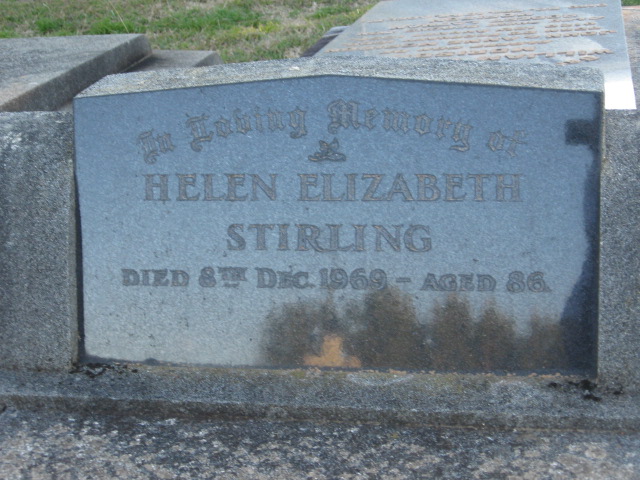 In Loving Memory of
HELEN ELIZABETH
STIRLING
DIED 8TH DEC. 1969 – AGED 86.